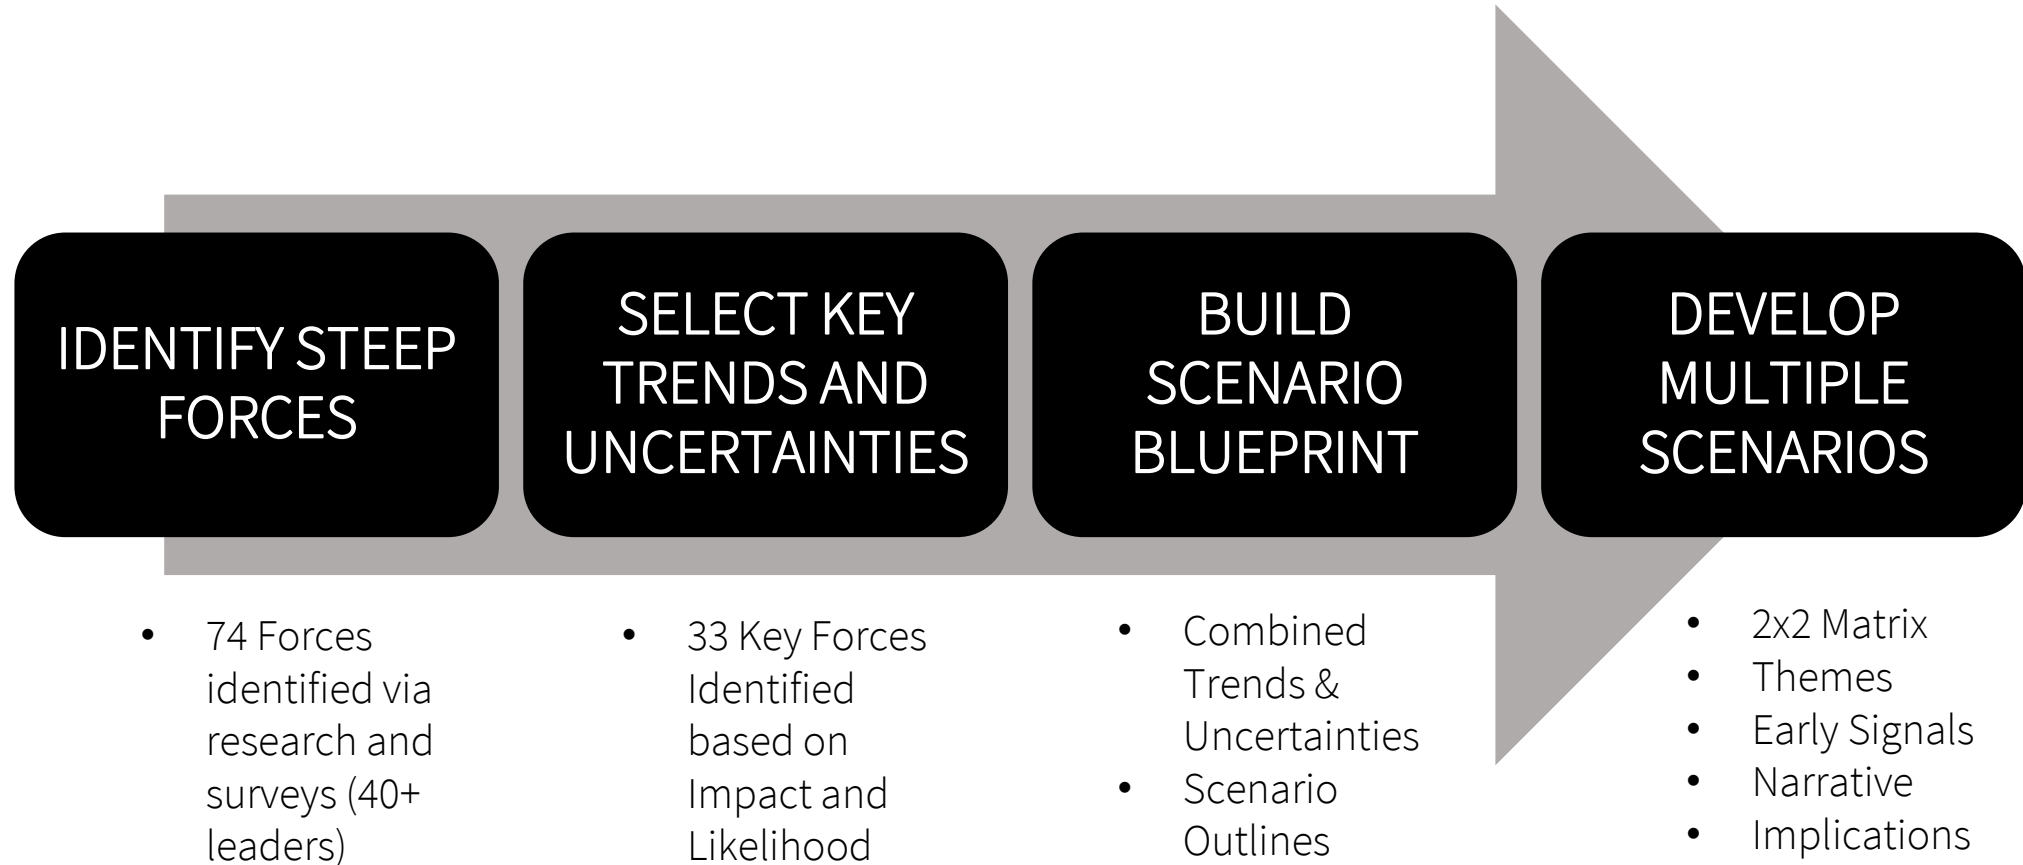 IDENTIFY STEEP
FORCES
SELECT KEY
TRENDS AND
UNCERTAINTIES
BUILD
SCENARIO
BLUEPRINT
DEVELOP
MULTIPLE
SCENARIOS
• 74 Forces
identified via
research and
surveys (40+
leaders)
• 33 Key Forces
Identified
based on
Impact and
Likelihood
• Combined
Trends &
Uncertainties
• Scenario
Outlines
• 2x2 Matrix
• Themes
• Early Signals
• Narrative
• Implications